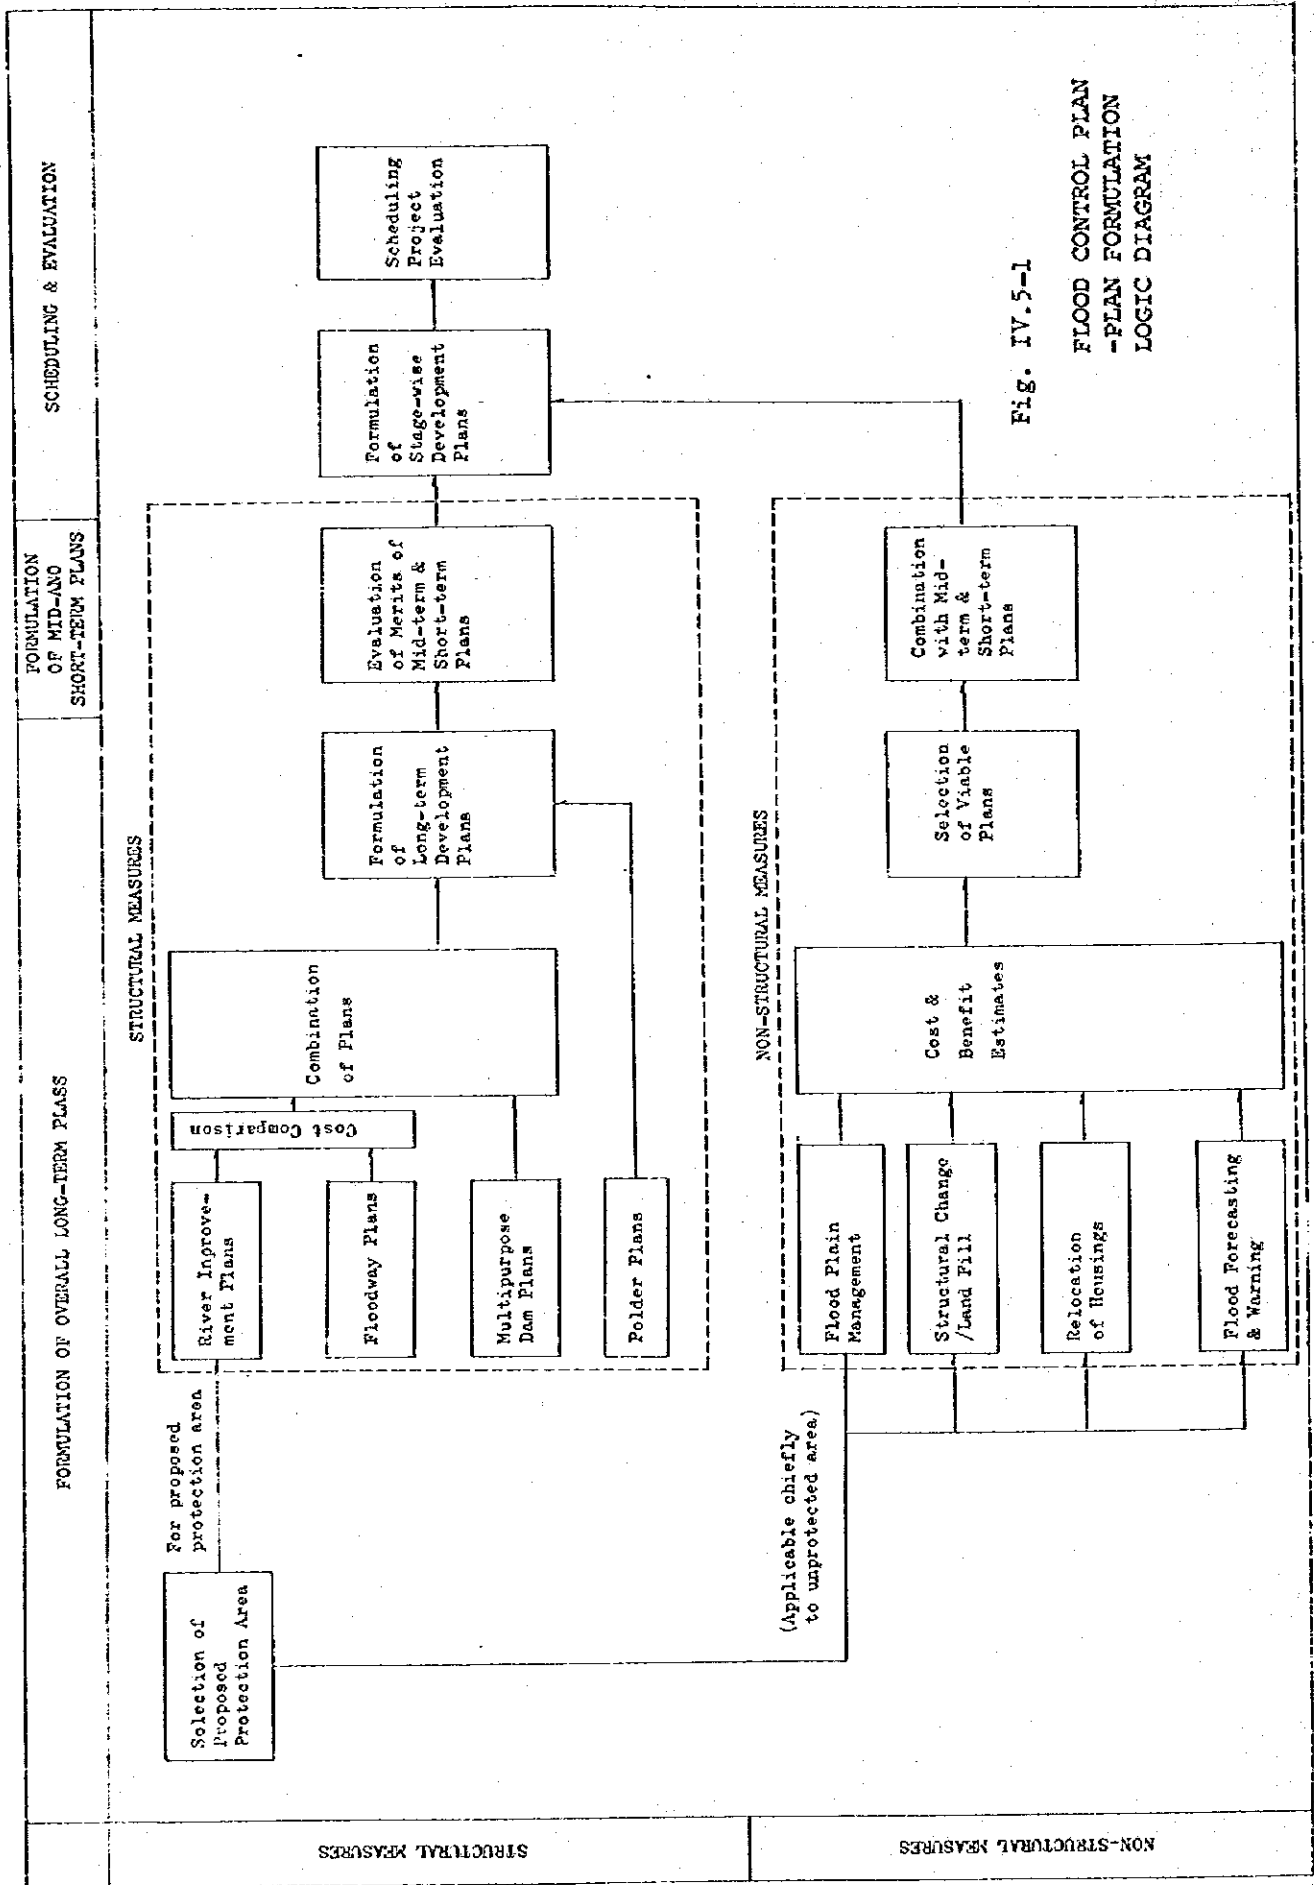 FORMULATION OF OVERALL LONG-TERM PLASS
FORMULATION
OF MID-AND
SHORT-TERM PLANS
SCHEDULING & EVALUATION
STRUCTURAL MEASURES
NON-STRUCTURAL MEASURES
Selection of
Proposed
Protection Area
For proposed
protection area
STRUCTURAL MEASURES
River Inprove-
ment Plans
Floodway Plans
Multipurpose
Dam Plans
Polder Plans
Cost Comparison
Combination
of Plans
Formulation
of
Long-term
Development
Plans
Evaluation
of Merits of
Mid-term &
Short-term
Plans
Formulation
of
Stage-wise
Development
Plans
Scheduling
Project
Evaluation
(Applicable chiefly
to unprotected area)
NON-STRUCTURAL MEASURES
Flood Plain
Management
Structural Change
/Land Fill
Relocation
of Housings
Flood Forecasting
& Warning
Cost &
Benefit
Estimates
Selection
of Viable
Plans
Combination
with Mid-
term &
Short-term
Plans
Fig. IV.5-1
FLOOD CONTROL PLAN
-PLAN FORMULATION
LOGIC DIAGRAM